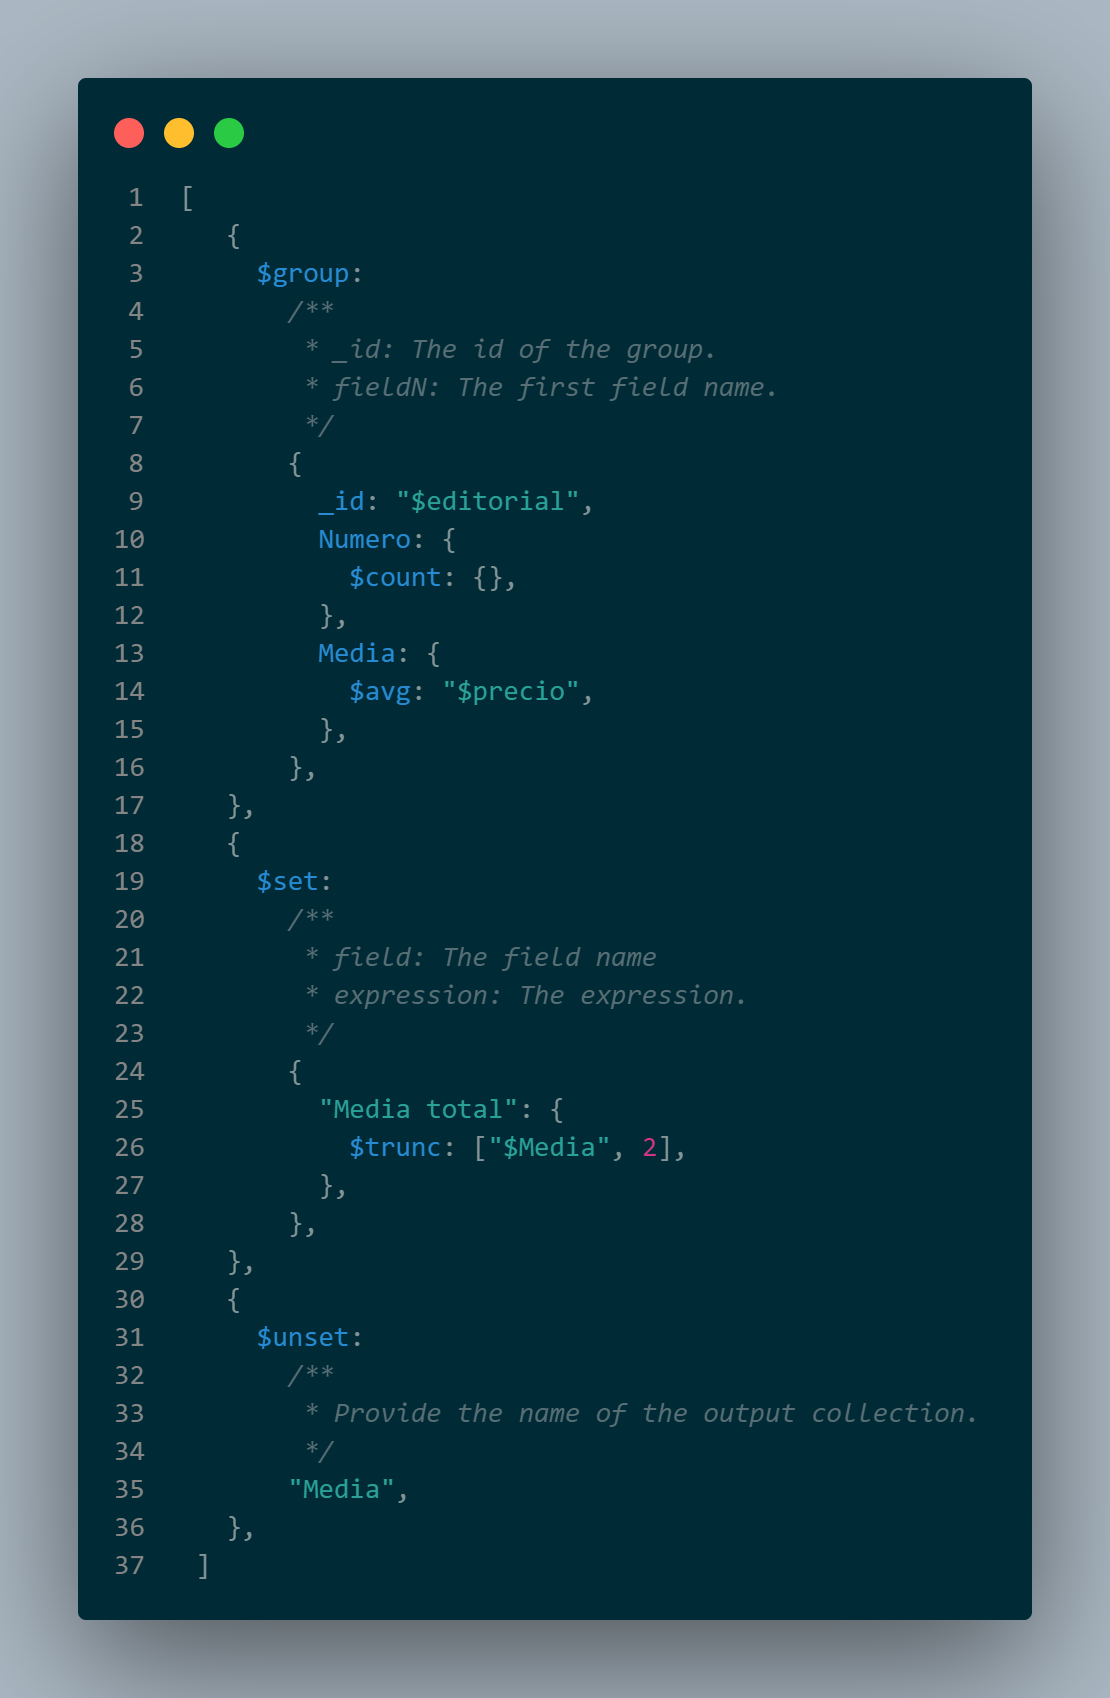 1 [
2 {
3 $group:
4 /**
5 * _id: The id of the group.
6 * fieldN: The first field name.
7 */
8 {
9 _id: "$editorial",
10 Numero: {
11 $count: {},
12 },
13 Media: {
14 $avg: "$precio",
15 },
16 },
17 },
18 {
19 $set:
20 /**
21 * field: The field name
22 * expression: The expression.
23 */
24 {
25 "Media total": {
26 $trunc: ["$Media", 2],
27 },
28 },
29 },
30 {
31 $unset:
32 /**
33 * Provide the name of the output collection.
34 */
35 "Media",
36 },
37 ]